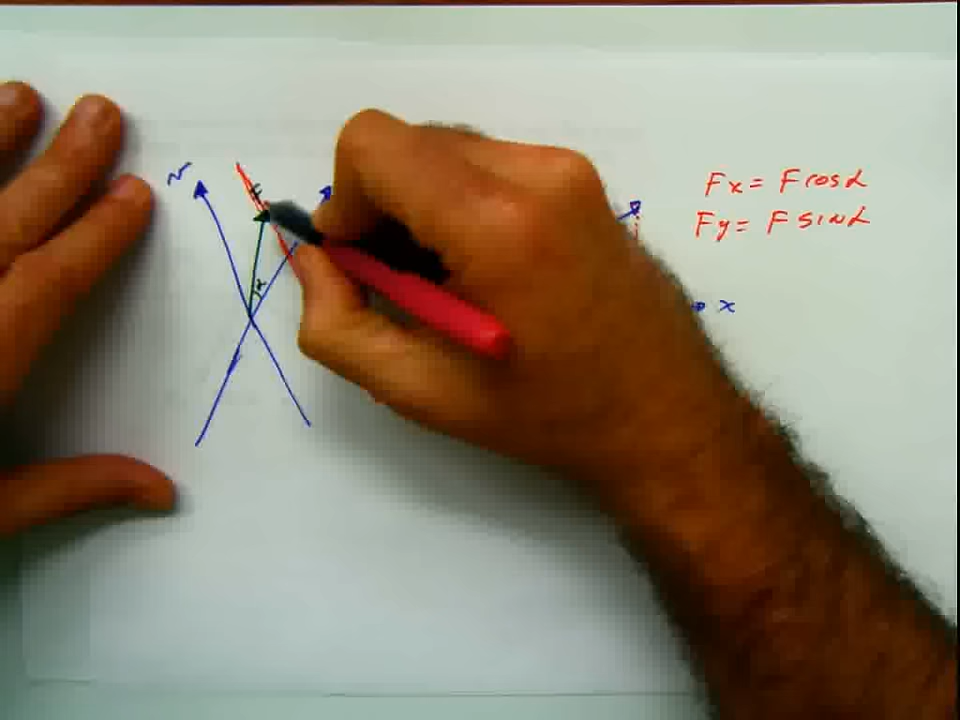 N
F
α
Fx = F cos α
Fy = F sin α
x